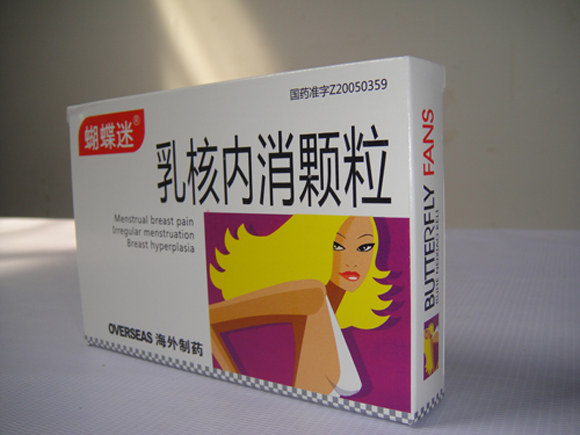 国药准字Z20050359
蝴蝶迷®
乳核内消颗粒
Menstrual breast pain
Irregular menstruation
Breast hyperplasia
OVERSEAS 海外制药
BUTTERFLY FANS